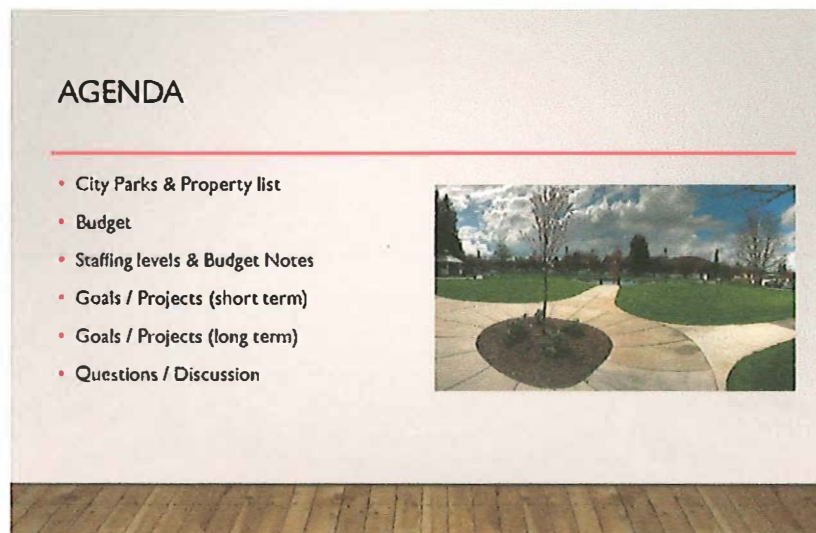 AGENDA
• City Parks & Property list
• Budget
• Staffing levels & Budget Notes
• Goals / Projects (short term)
• Goals / Projects (long term)
• Questions / Discussion